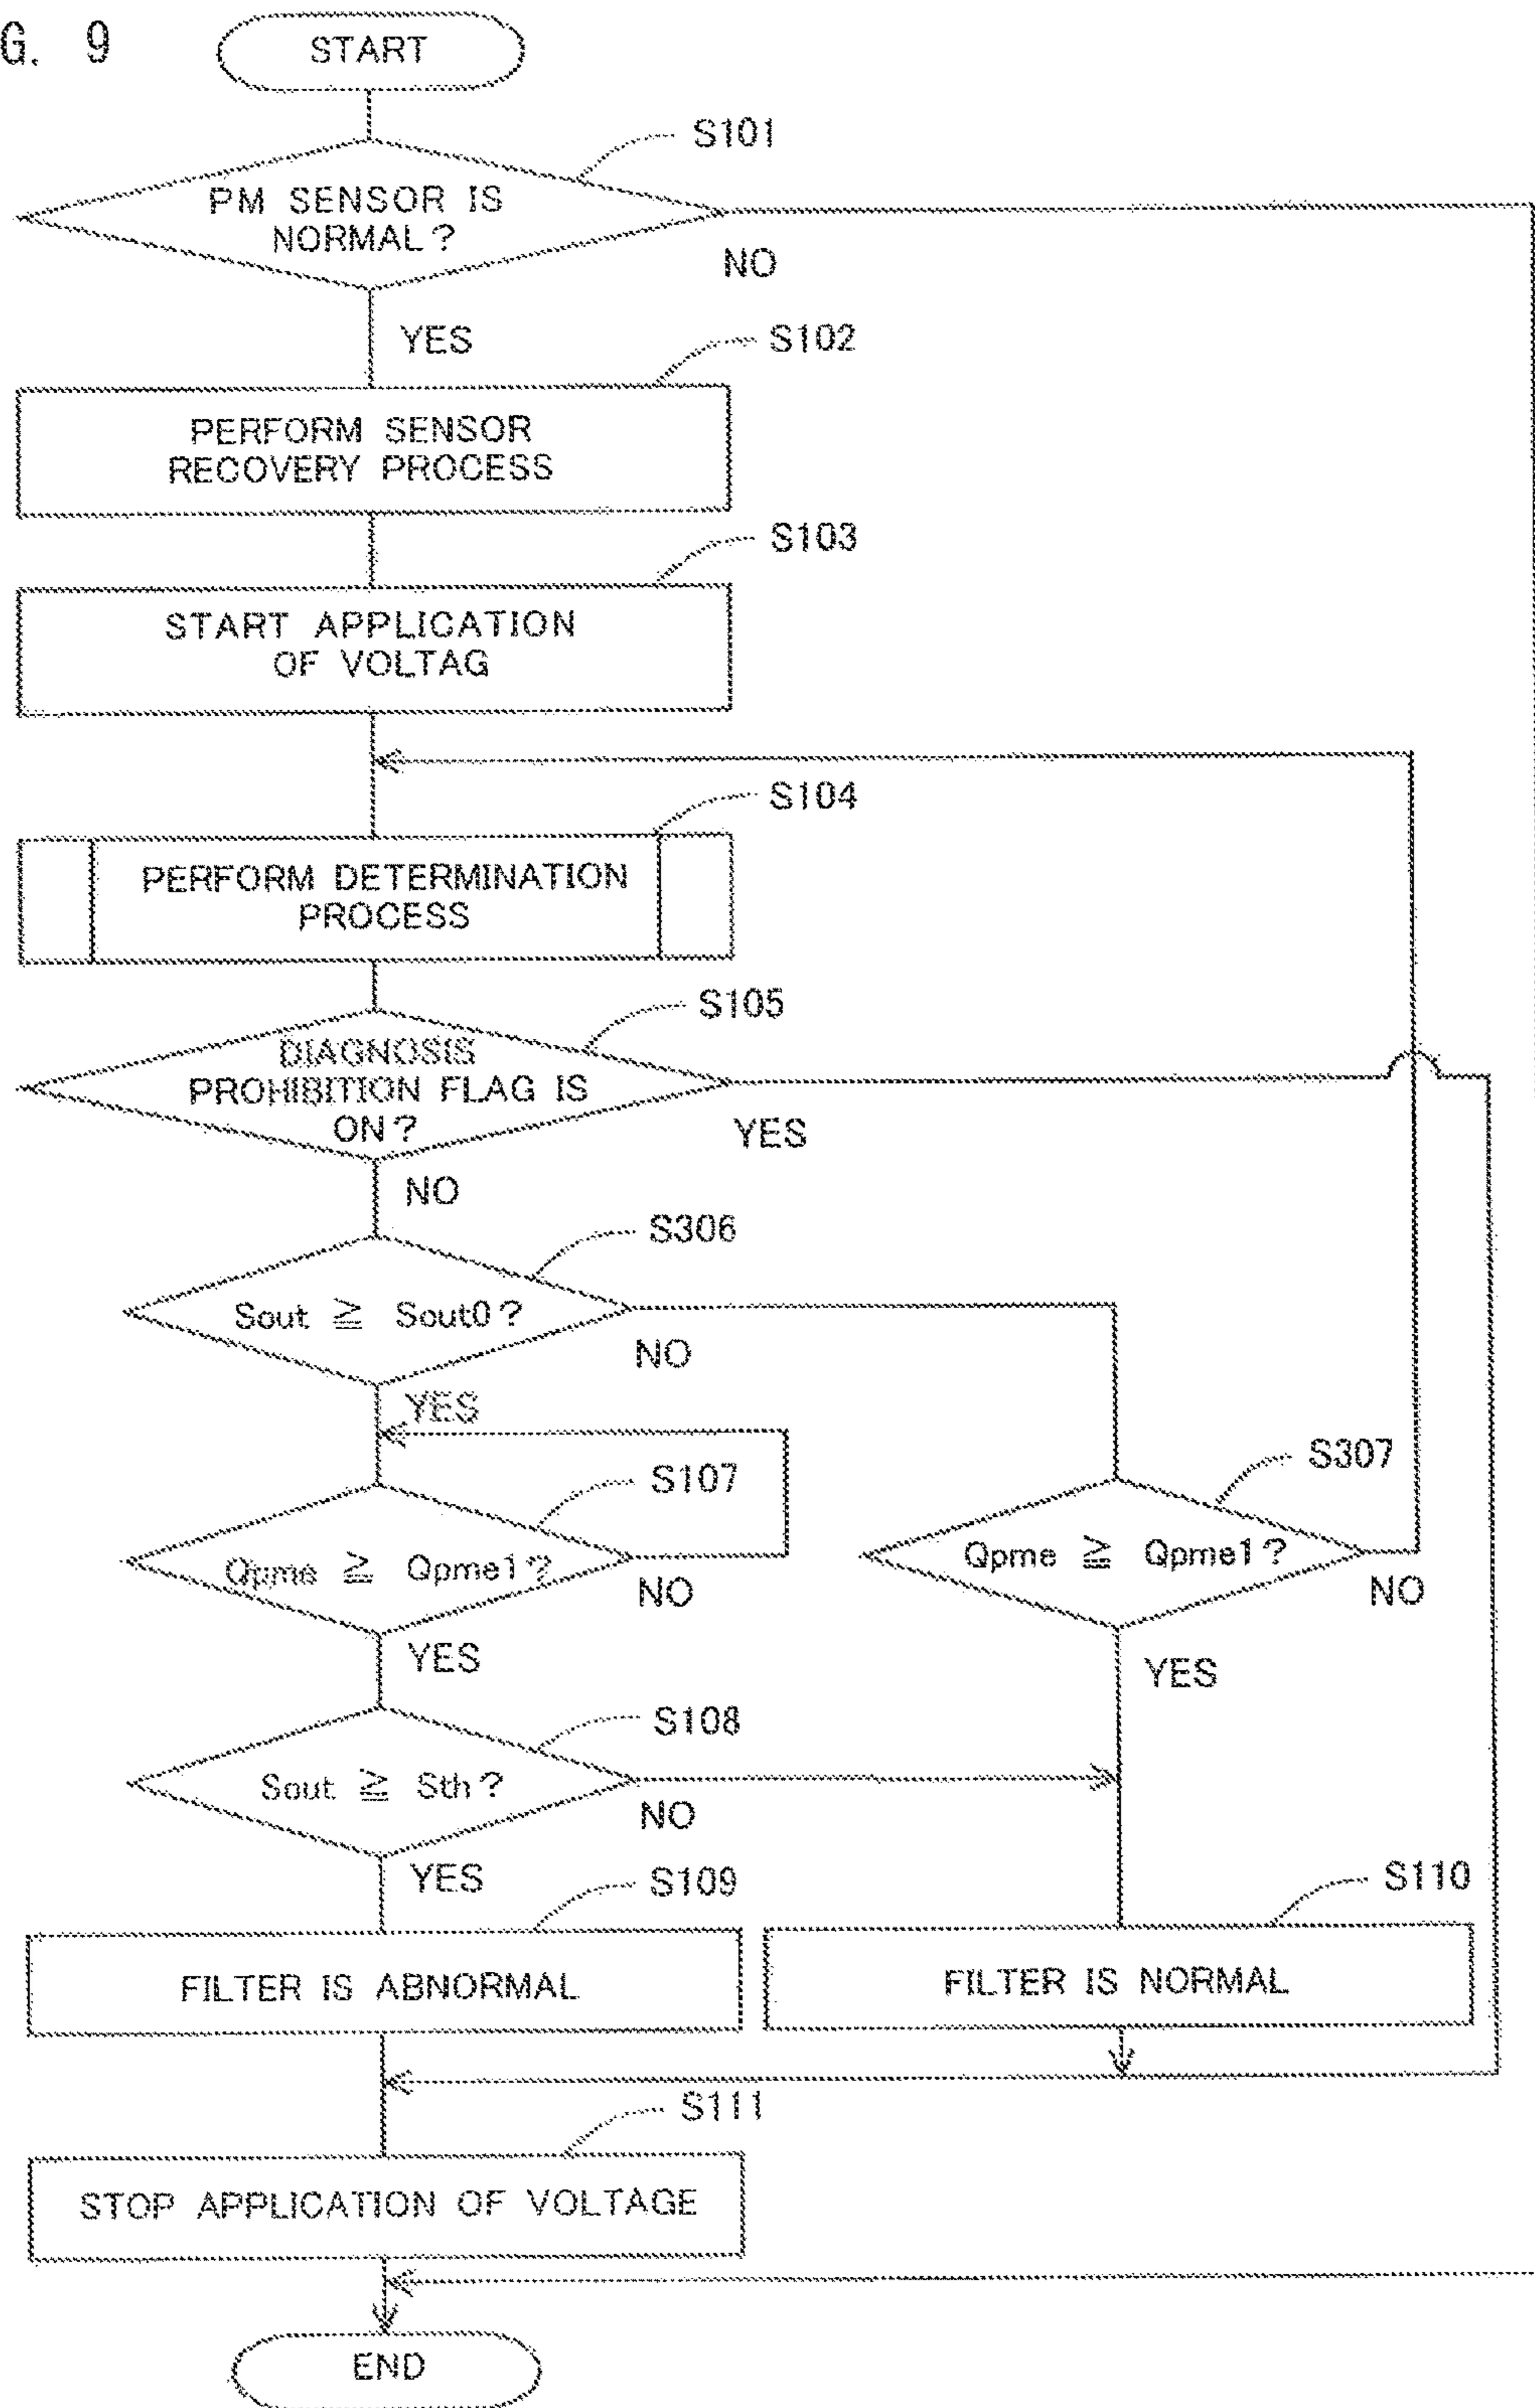 G. 9
START
S101
PM SENSOR IS
NORMAL?
NO
YES
S102
PERFORM SENSOR
RECOVERY PROCESS
S103
START APPLICATION
OF VOLTAG
S104
PERFORM DETERMINATION
PROCESS
S105
DIAGNOSIS
PROHIBITION FLAG IS
ON?
YES
NO
S306
Sout ≧ Sout0?
NO
YES
S107
Qpme ≧ Qpme1?
NO
YES
S307
Qpme ≧ Qpme1?
NO
YES
S108
Sout ≧ Sth?
NO
YES
S109
FILTER IS ABNORMAL
S110
FILTER IS NORMAL
S111
STOP APPLICATION OF VOLTAGE
END